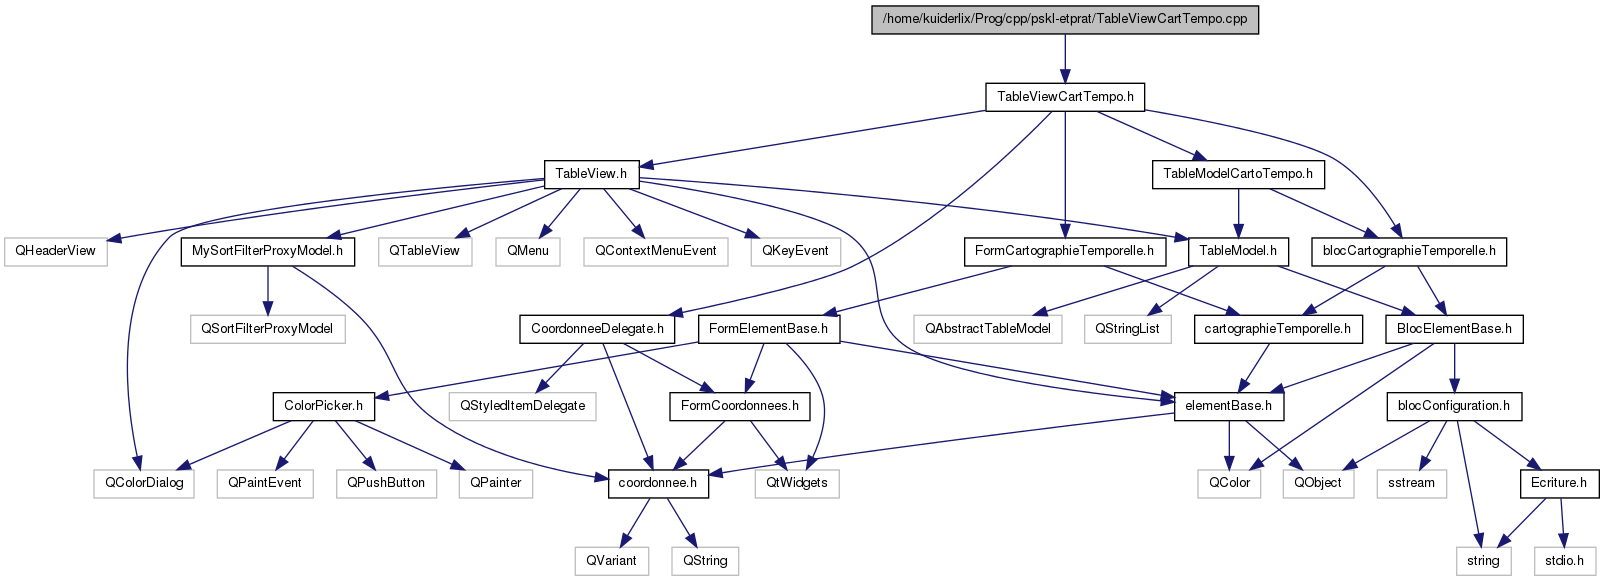 /home/kuiderlix/Prog/cpp/pskl-etprat/TableViewCartTempo.cpp
TableViewCartTempo.h
TableView.h
TableModelCartoTempo.h
QHeaderView
MySortFilterProxyModel.h
QTableView
QMenu
QContextMenuEvent
QKeyEvent
FormCartographieTemporelle.h
TableModel.h
blocCartographieTemporelle.h
QSortFilterProxyModel
CoordonneeDelegate.h
FormElementBase.h
QAbstractTableModel
QStringList
cartographieTemporelle.h
BlocElementBase.h
ColorPicker.h
QStyledItemDelegate
FormCoordonnees.h
elementBase.h
blocConfiguration.h
QColorDialog
QPaintEvent
QPushButton
QPainter
coordonnee.h
QtWidgets
QColor
QObject
sstream
Ecriture.h
QVariant
QString
string
stdio.h